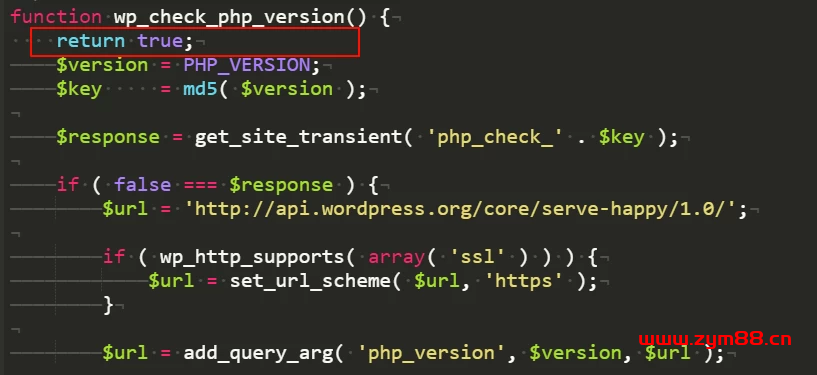 function wp_check_php_version() {
return true;
$version = PHP_VERSION;
$key = md5( $version );
$response = get_site_transient( 'php_check_' . $key );
if ( false === $response ) {
$url = 'http://api.wordpress.org/core/serve-happy/1.0/';
if ( wp_http_supports( array( 'ssl' ) ) ) {
$url = set_url_scheme( $url, 'https' );
}
www.zym88.cn
$url = add_query_arg( 'php_version', $version, $url );